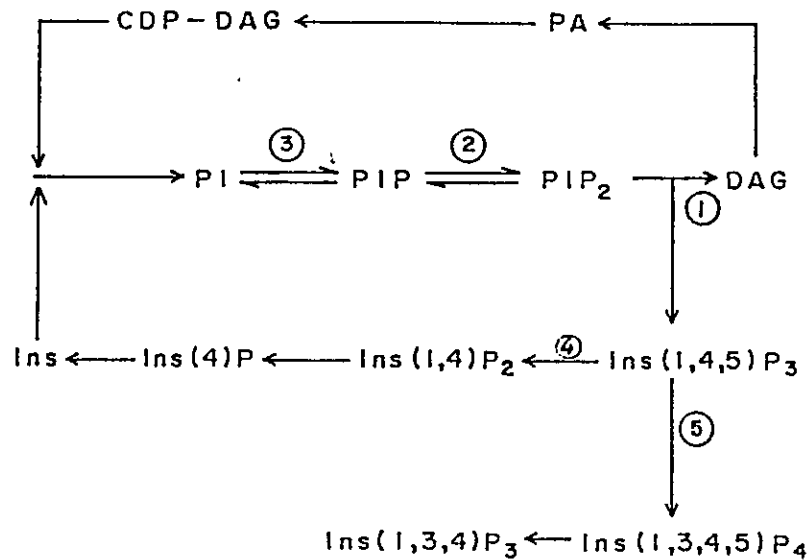 CDP-DAG PA
③ ②
PI PIP PIP₂ DAG
①
Ins Ins(4)P Ins(1,4)P₂ ④ Ins(1,4,5)P₃
⑤
Ins(1,3,4)P₃ Ins(1,3,4,5)P₄